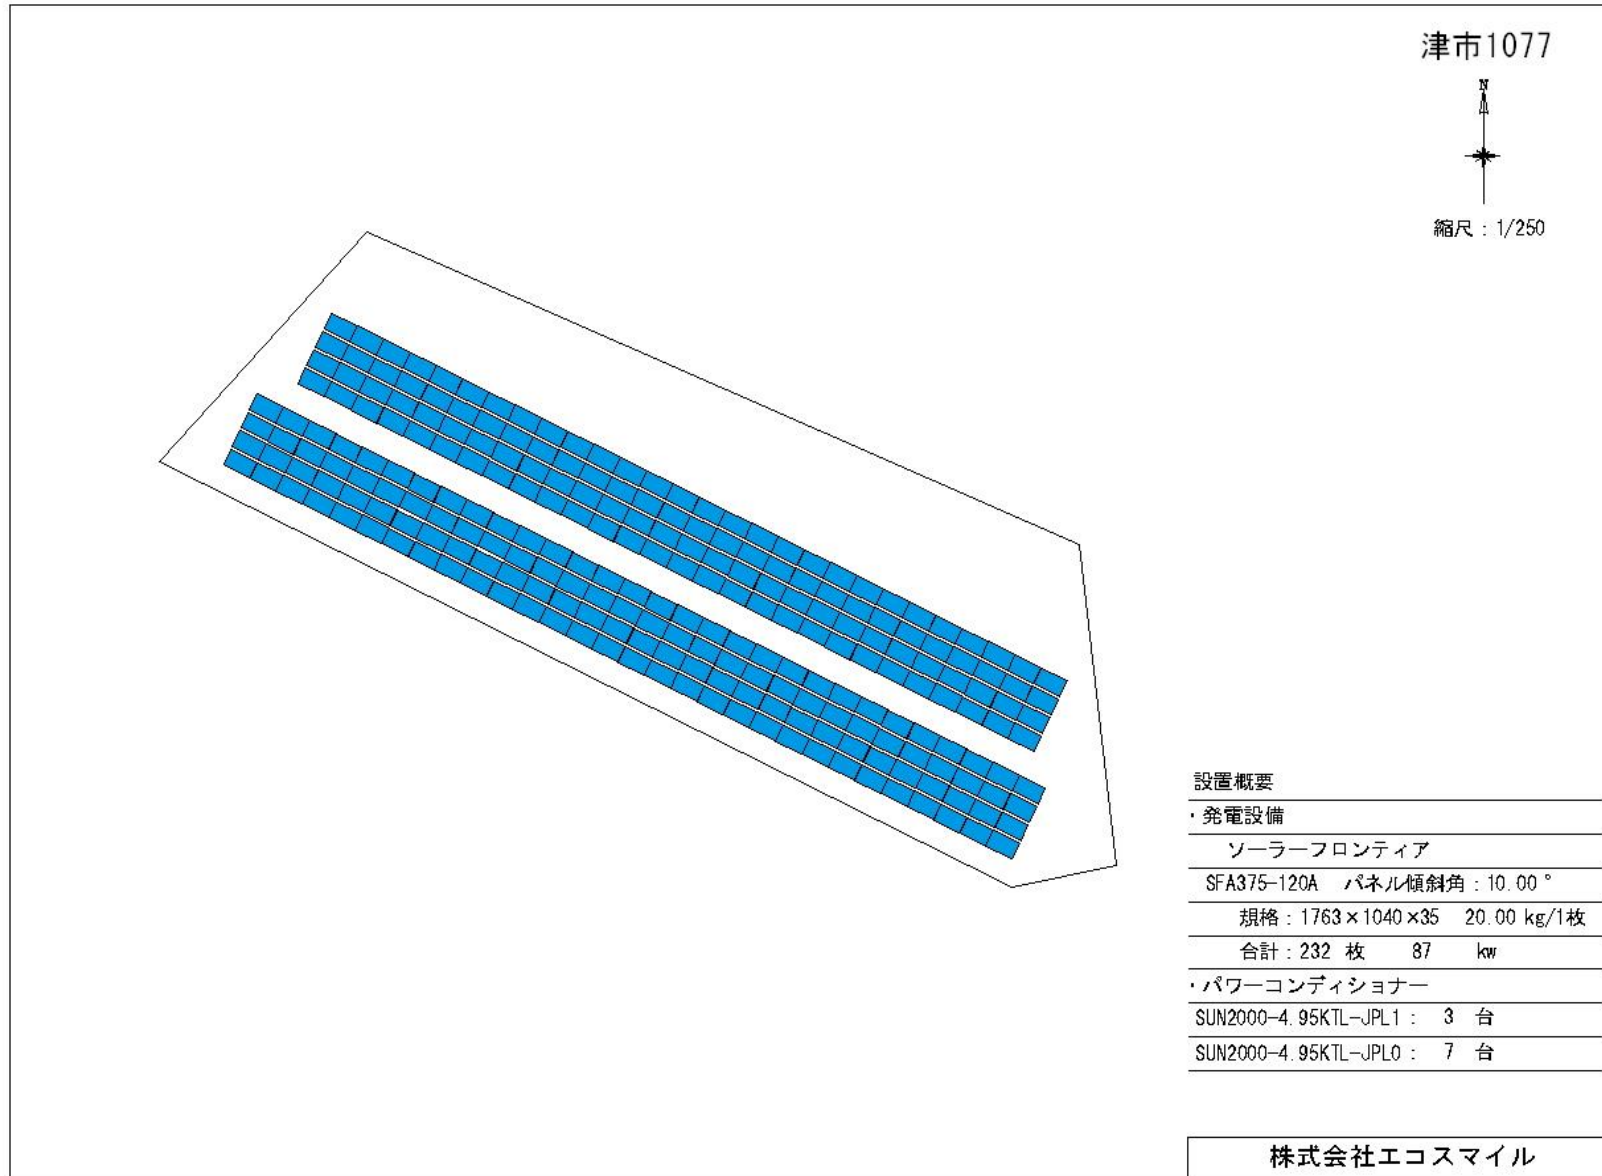 津市1077
N
縮尺：1/250
設置概要
・発電設備
ソーラーフロンティア
SFA375-120A パネル傾斜角：10.00°
規格：1763×1040×35 20.00 kg/1枚
合計：232 枚 87 kw
・パワーコンディショナー
SUN2000-4.95KTL-JPL1： 3 台
SUN2000-4.95KTL-JPL0： 7 台
株式会社エコスマイル